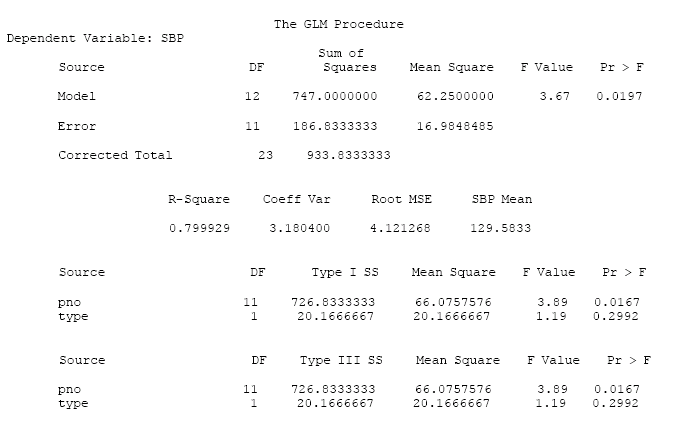 The GLM Procedure
Dependent Variable: SBP
Sum of
Source DF Squares Mean Square F Value Pr > F
Model 12 747.0000000 62.2500000 3.67 0.0197
Error 11 186.8333333 16.9848485
Corrected Total 23 933.8333333
R-Square Coeff Var Root MSE SBP Mean
0.799929 3.180400 4.121268 129.5833
Source DF Type I SS Mean Square F Value Pr > F
pno 11 726.8333333 66.0757576 3.89 0.0167
type 1 20.1666667 20.1666667 1.19 0.2992
Source DF Type III SS Mean Square F Value Pr > F
pno 11 726.8333333 66.0757576 3.89 0.0167
type 1 20.1666667 20.1666667 1.19 0.2992